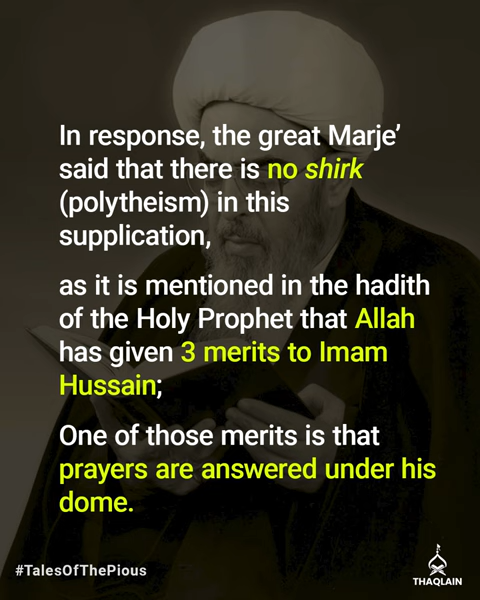 In response, the great Marje’
said that there is no shirk
(polytheism) in this
supplication,
as it is mentioned in the hadith
of the Holy Prophet that Allah
has given 3 merits to Imam
Hussain;
One of those merits is that
prayers are answered under his
dome.
#TalesOfThePious
THAQLAIN